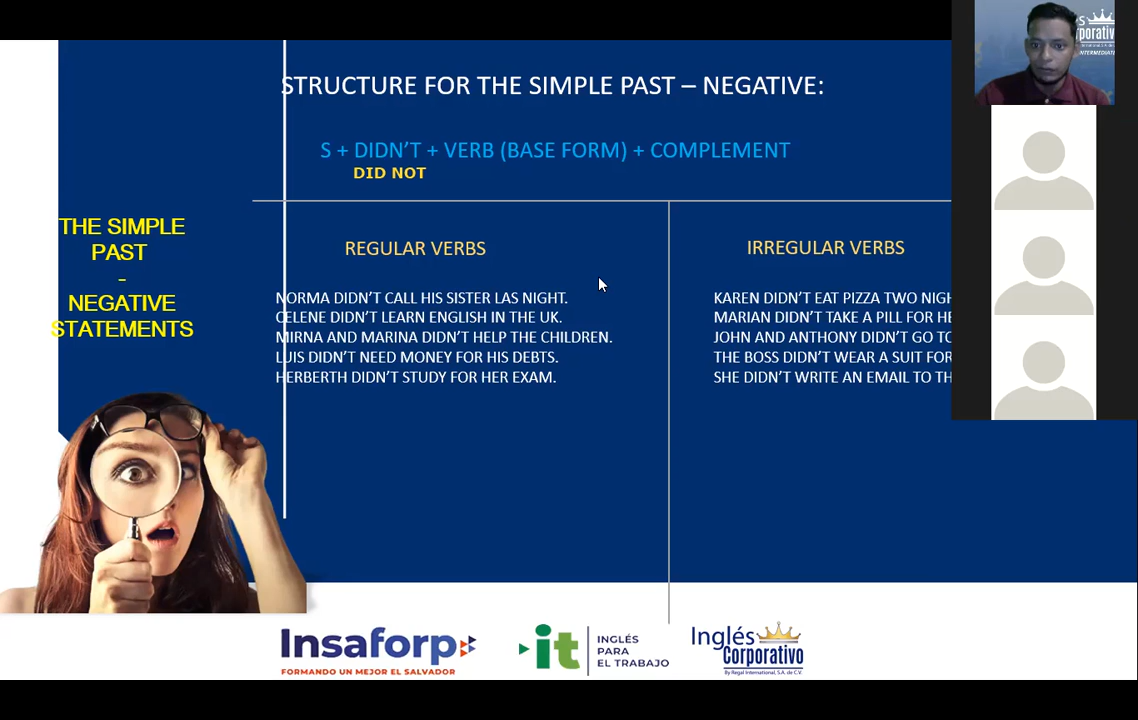 STRUCTURE FOR THE SIMPLE PAST – NEGATIVE:
S + DIDN'T + VERB (BASE FORM) + COMPLEMENT
DID NOT
THE SIMPLE
PAST
-
NEGATIVE
STATEMENTS
REGULAR VERBS
NORMA DIDN'T CALL HIS SISTER LAS NIGHT.
CELENE DIDN'T LEARN ENGLISH IN THE UK.
MIRNA AND MARINA DIDN'T HELP THE CHILDREN.
LUIS DIDN'T NEED MONEY FOR HIS DEBTS.
HERBERTH DIDN'T STUDY FOR HER EXAM.
IRREGULAR VERBS
KAREN DIDN'T EAT PIZZA TWO
MARIAN DIDN'T TAKE A PILL FOR
JOHN AND ANTHONY DIDN'T GO
THE BOSS DIDN'T WEAR A SUIT
SHE DIDN'T WRITE AN EMAIL TO
Insaforp
FORMANDO UN MEJOR EL SALVADOR
it
INGLÉS
PARA
EL TRABAJO
Inglés
Corporativo
By Regal International, S.A. de C.V.